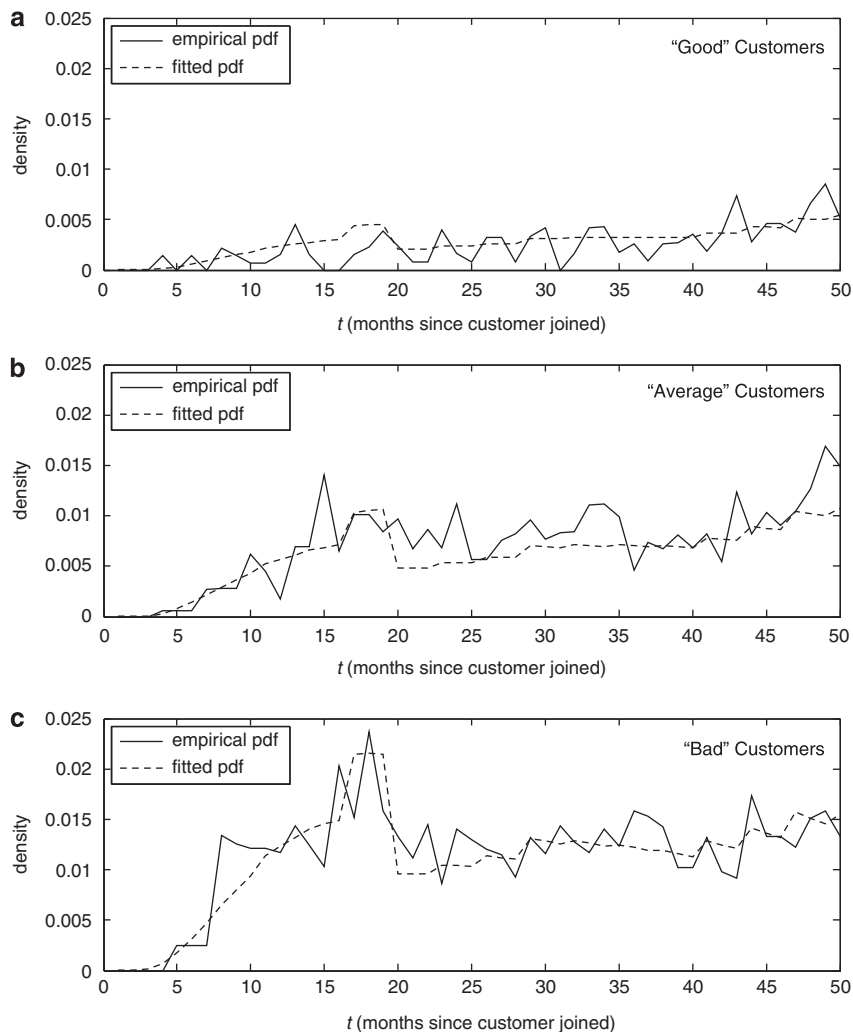 a
0.025
0.02
0.015
0.01
0.005
0
density
empirical pdf
fitted pdf
“Good” Customers
0 5 10 15 20 25 30 35 40 45 50
t (months since customer joined)
b
0.025
0.02
0.015
0.01
0.005
0
density
empirical pdf
fitted pdf
“Average” Customers
0 5 10 15 20 25 30 35 40 45 50
t (months since customer joined)
c
0.025
0.02
0.015
0.01
0.005
0
density
empirical pdf
fitted pdf
“Bad” Customers
0 5 10 15 20 25 30 35 40 45 50
t (months since customer joined)